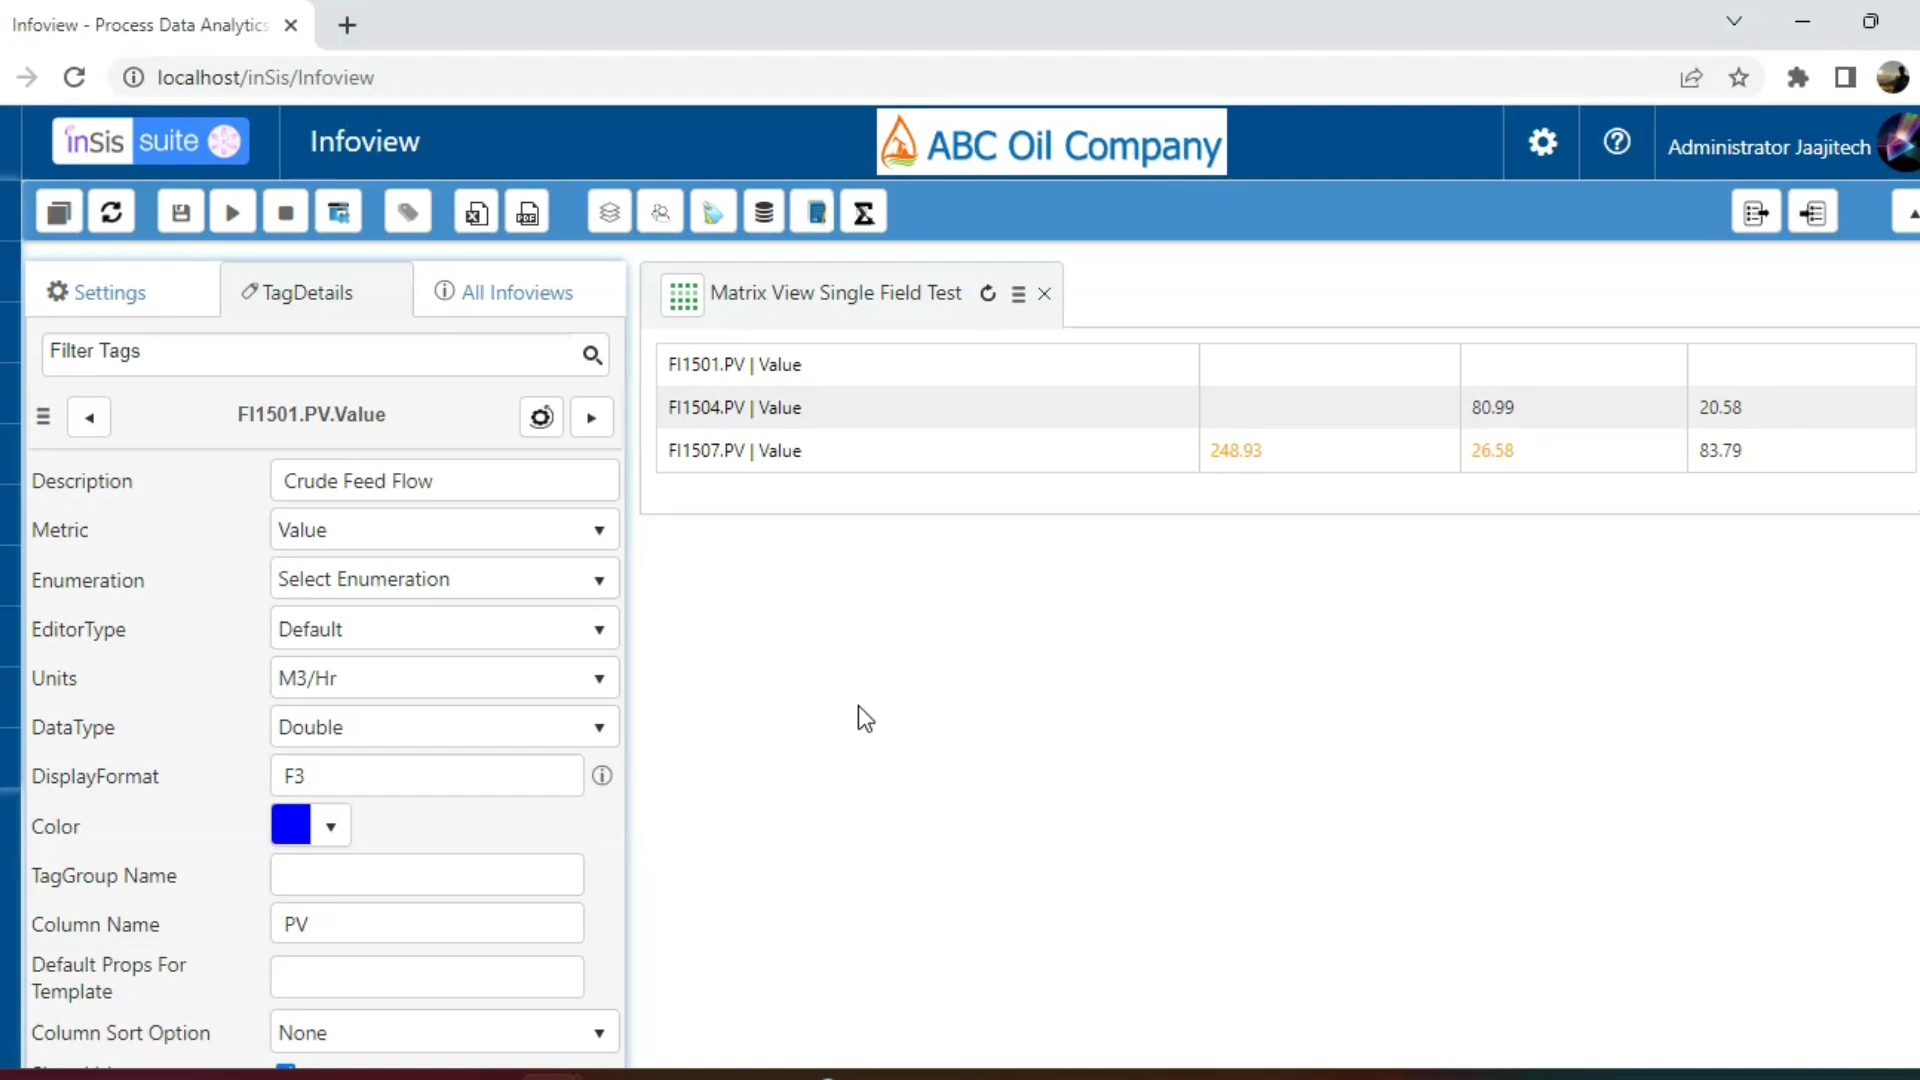 Infoview - Process Data Analytics
localhost/inSis/Infoview
inSis suite
Infoview
ABC Oil Company
Administrator Jaajitech
Settings
TagDetails
All Infoviews
Matrix View Single Field Test
Filter Tags
FI1501.PV | Value
FI1504.PV | Value 80.99 20.58
FI1507.PV | Value 248.93 26.58 83.79
FI1501.PV.Value
Description Crude Feed Flow
Metric Value
Enumeration Select Enumeration
EditorType Default
Units M3/Hr
DataType Double
DisplayFormat F3
Color
TagGroup Name
Column Name PV
Default Props For
Template
Column Sort Option None